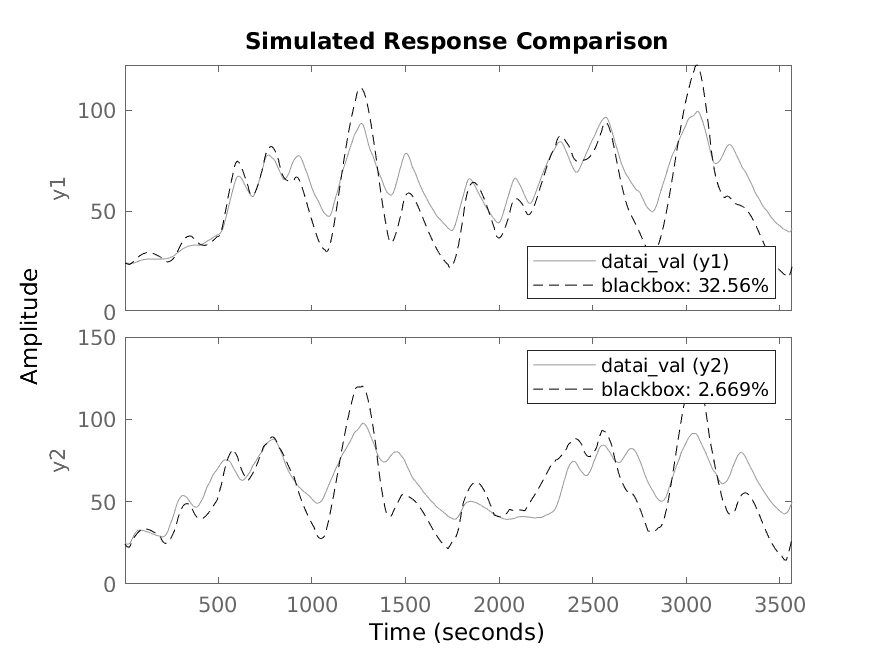 Simulated Response Comparison
100
50
0
y1
datai_val (y1)
blackbox: 32.56%
Amplitude
150
100
50
0
y2
datai_val (y2)
blackbox: 2.669%
500 1000 1500 2000 2500 3000 3500
Time (seconds)